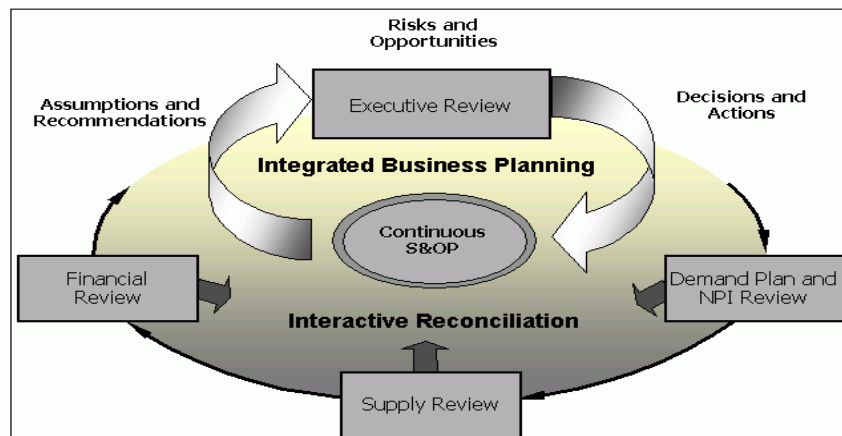 Risks and
Opportunities
Executive Review
Assumptions and
Recommendations
Decisions and
Actions
Integrated Business Planning
Continuous
S&OP
Financial
Review
Demand Plan and
NPI Review
Interactive Reconciliation
Supply Review